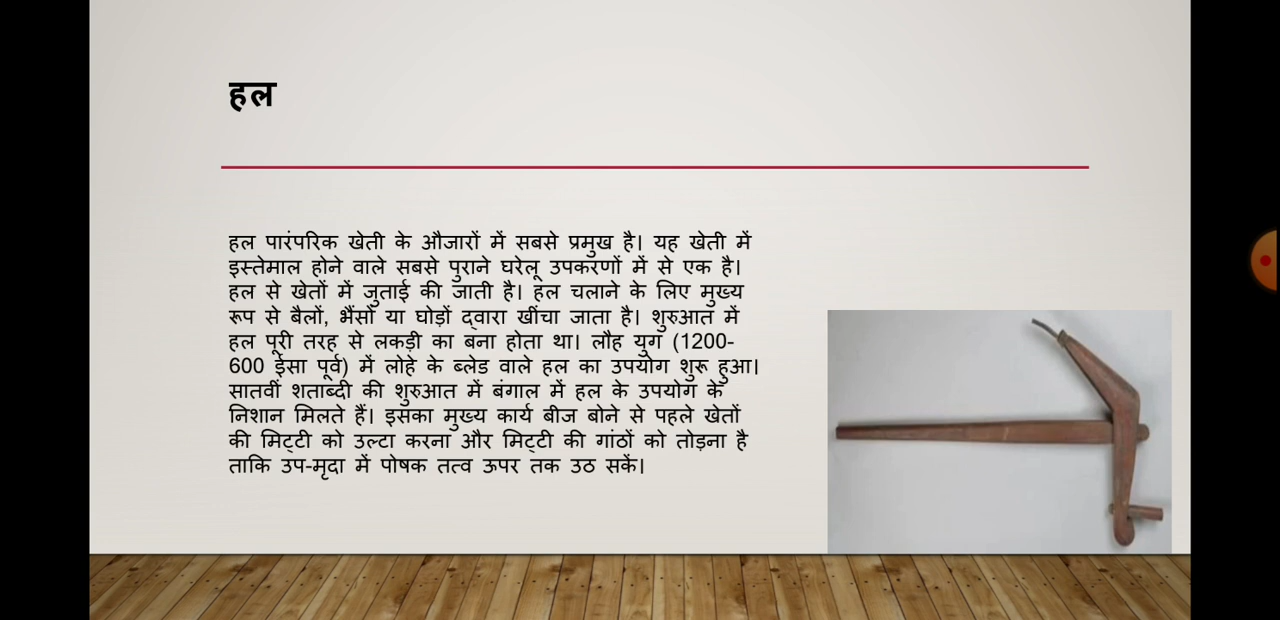 हल
हल पारंपरिक खेती के औजारों में सबसे प्रमुख है। यह खेती में
इस्तेमाल होने वाले सबसे पुराने घरेलू उपकरणों में से एक है।
हल से खेतों में जुताई की जाती है। हल चलाने के लिए मुख्य
रूप से बैलों, भैंसों या घोड़ों द्वारा खींचा जाता है। शुरुआत में
हल पूरी तरह से लकड़ी का बना होता था। लौह युग (1200-
600 ईसा पूर्व) में लोहे के ब्लेड वाले हल का उपयोग शुरू हुआ।
सातवीं शताब्दी की शुरुआत में बंगाल में हल के उपयोग के
निशान मिलते हैं। इसका मुख्य कार्य बीज बोने से पहले खेतों
की मिट्टी को उल्टा करना और मिट्टी की गांठों को तोड़ना है
ताकि उप-मृदा में पोषक तत्व ऊपर तक उठ सकें।